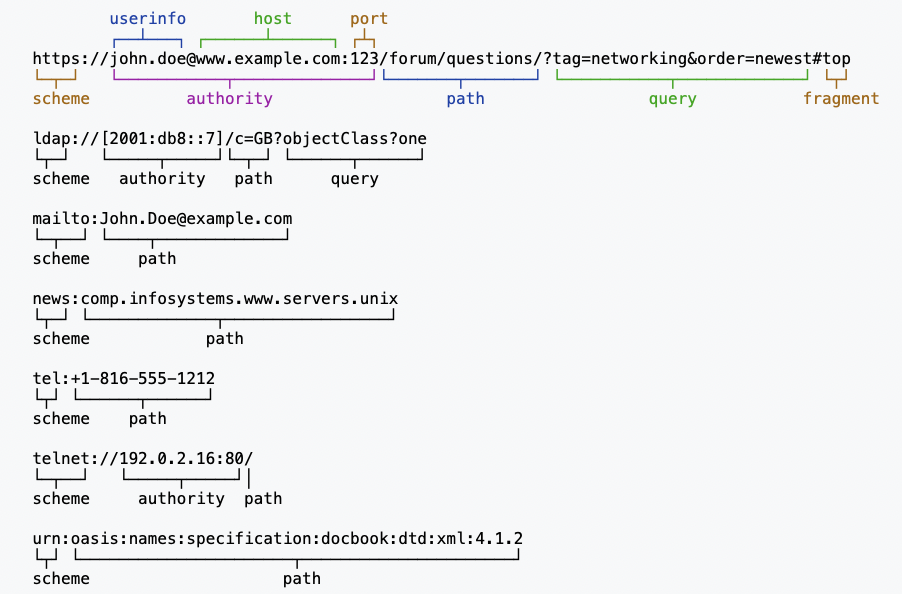 userinfo host port
https://john.doe@www.example.com:123/forum/questions/?tag=networking&order=newest#top
scheme authority path query fragment
ldap://[2001:db8::7]/c=GB?objectClass?one
scheme authority path query
mailto:John.Doe@example.com
scheme path
news:comp.infosystems.www.servers.unix
scheme path
tel:+1-816-555-1212
scheme path
telnet://192.0.2.16:80/
scheme authority path
urn:oasis:names:specification:docbook:dtd:xml:4.1.2
scheme path